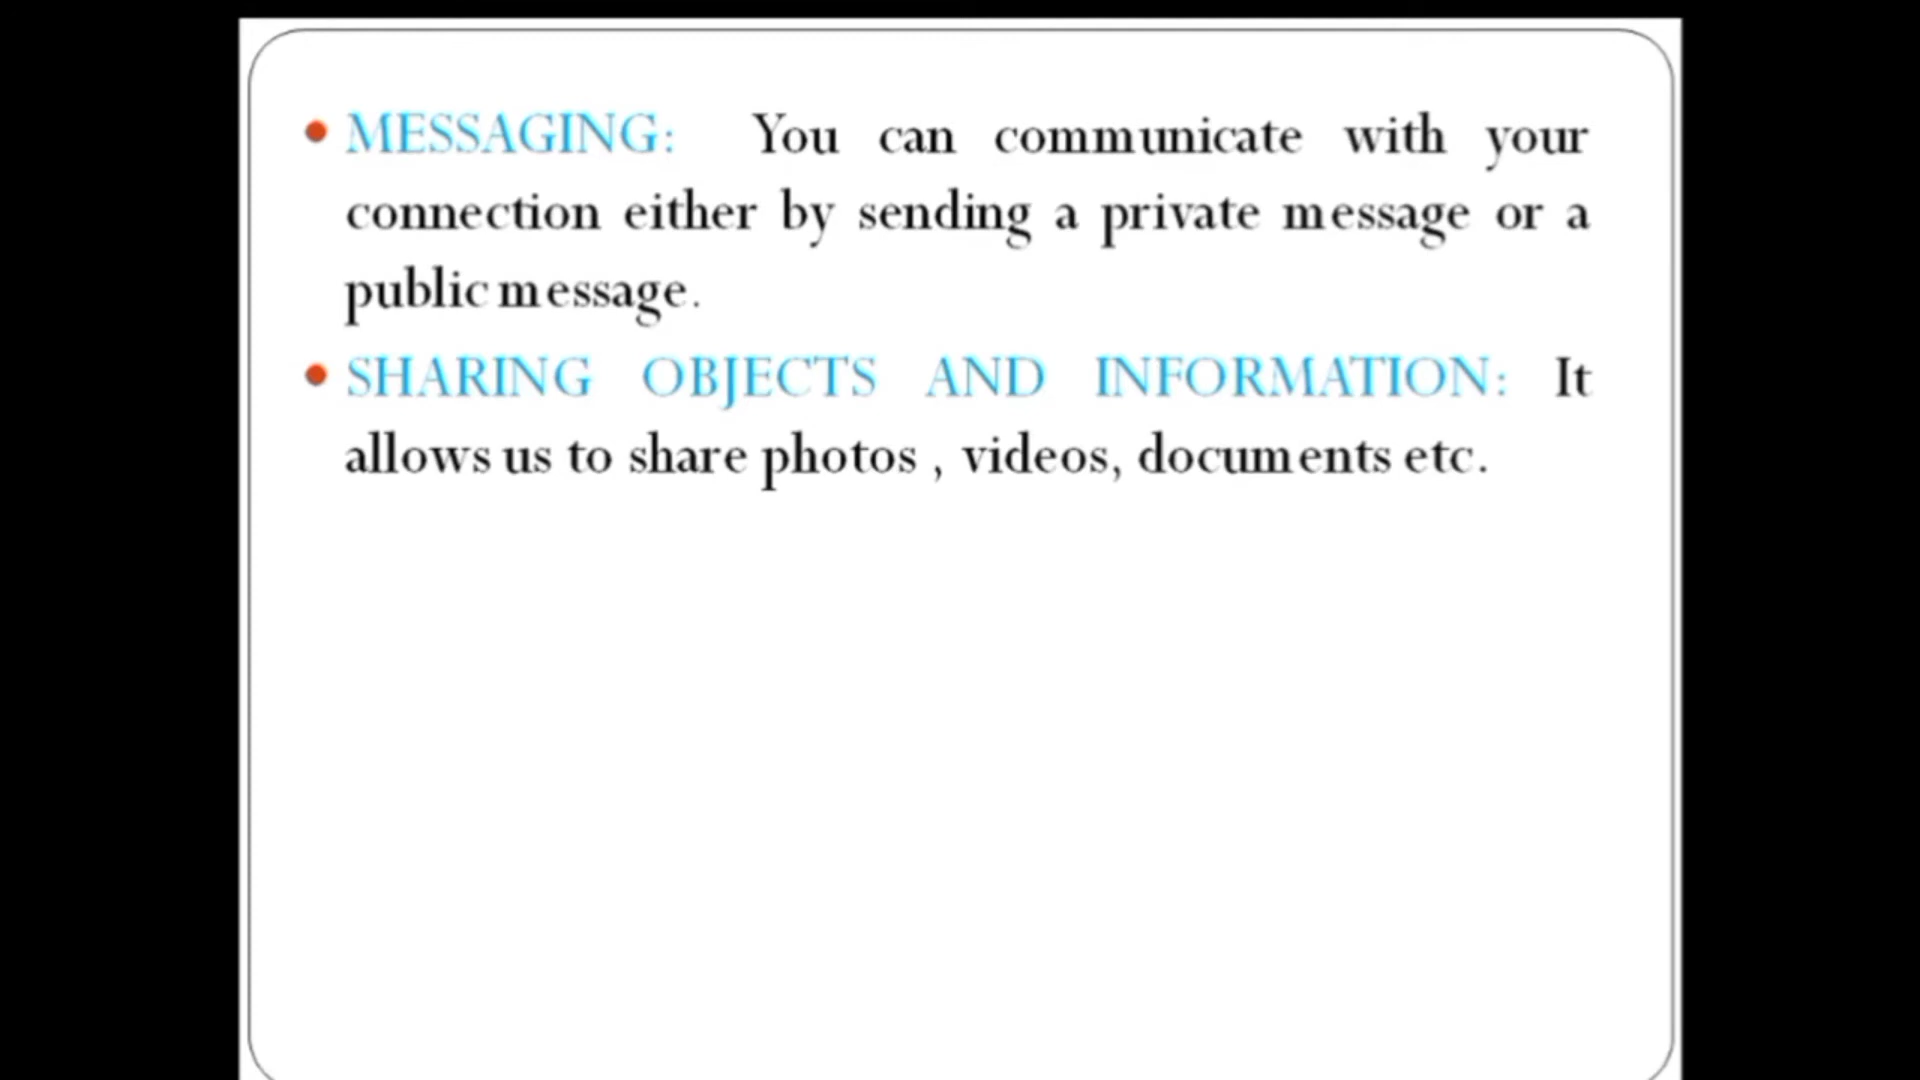 MESSAGING: You can communicate with your
connection either by sending a private message or a
public message.
SHARING OBJECTS AND INFORMATION: It
allows us to share photos , videos, documents etc.